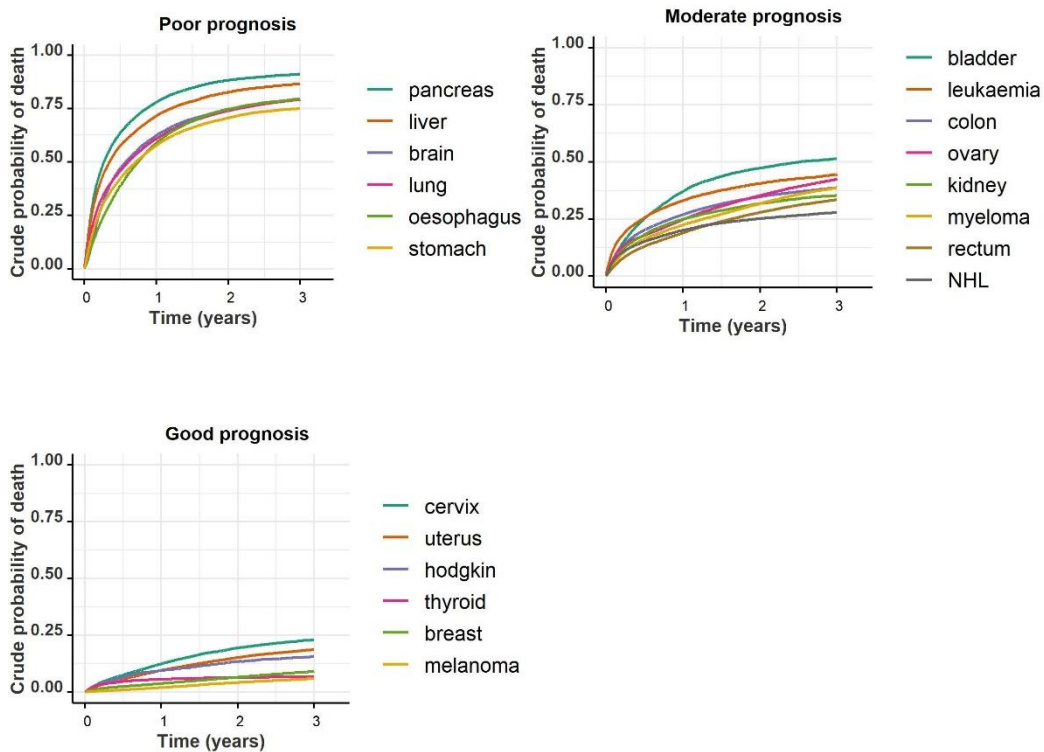 Poor prognosis
Crude probability of death
1.00
0.75
0.50
0.25
0.00
0 1 2 3
Time (years)
pancreas
liver
brain
lung
oesophagus
stomach
Moderate prognosis
Crude probability of death
1.00
0.75
0.50
0.25
0.00
0 1 2 3
Time (years)
bladder
leukaemia
colon
ovary
kidney
myeloma
rectum
NHL
Good prognosis
Crude probability of death
1.00
0.75
0.50
0.25
0.00
0 1 2 3
Time (years)
cervix
uterus
hodgkin
thyroid
breast
melanoma